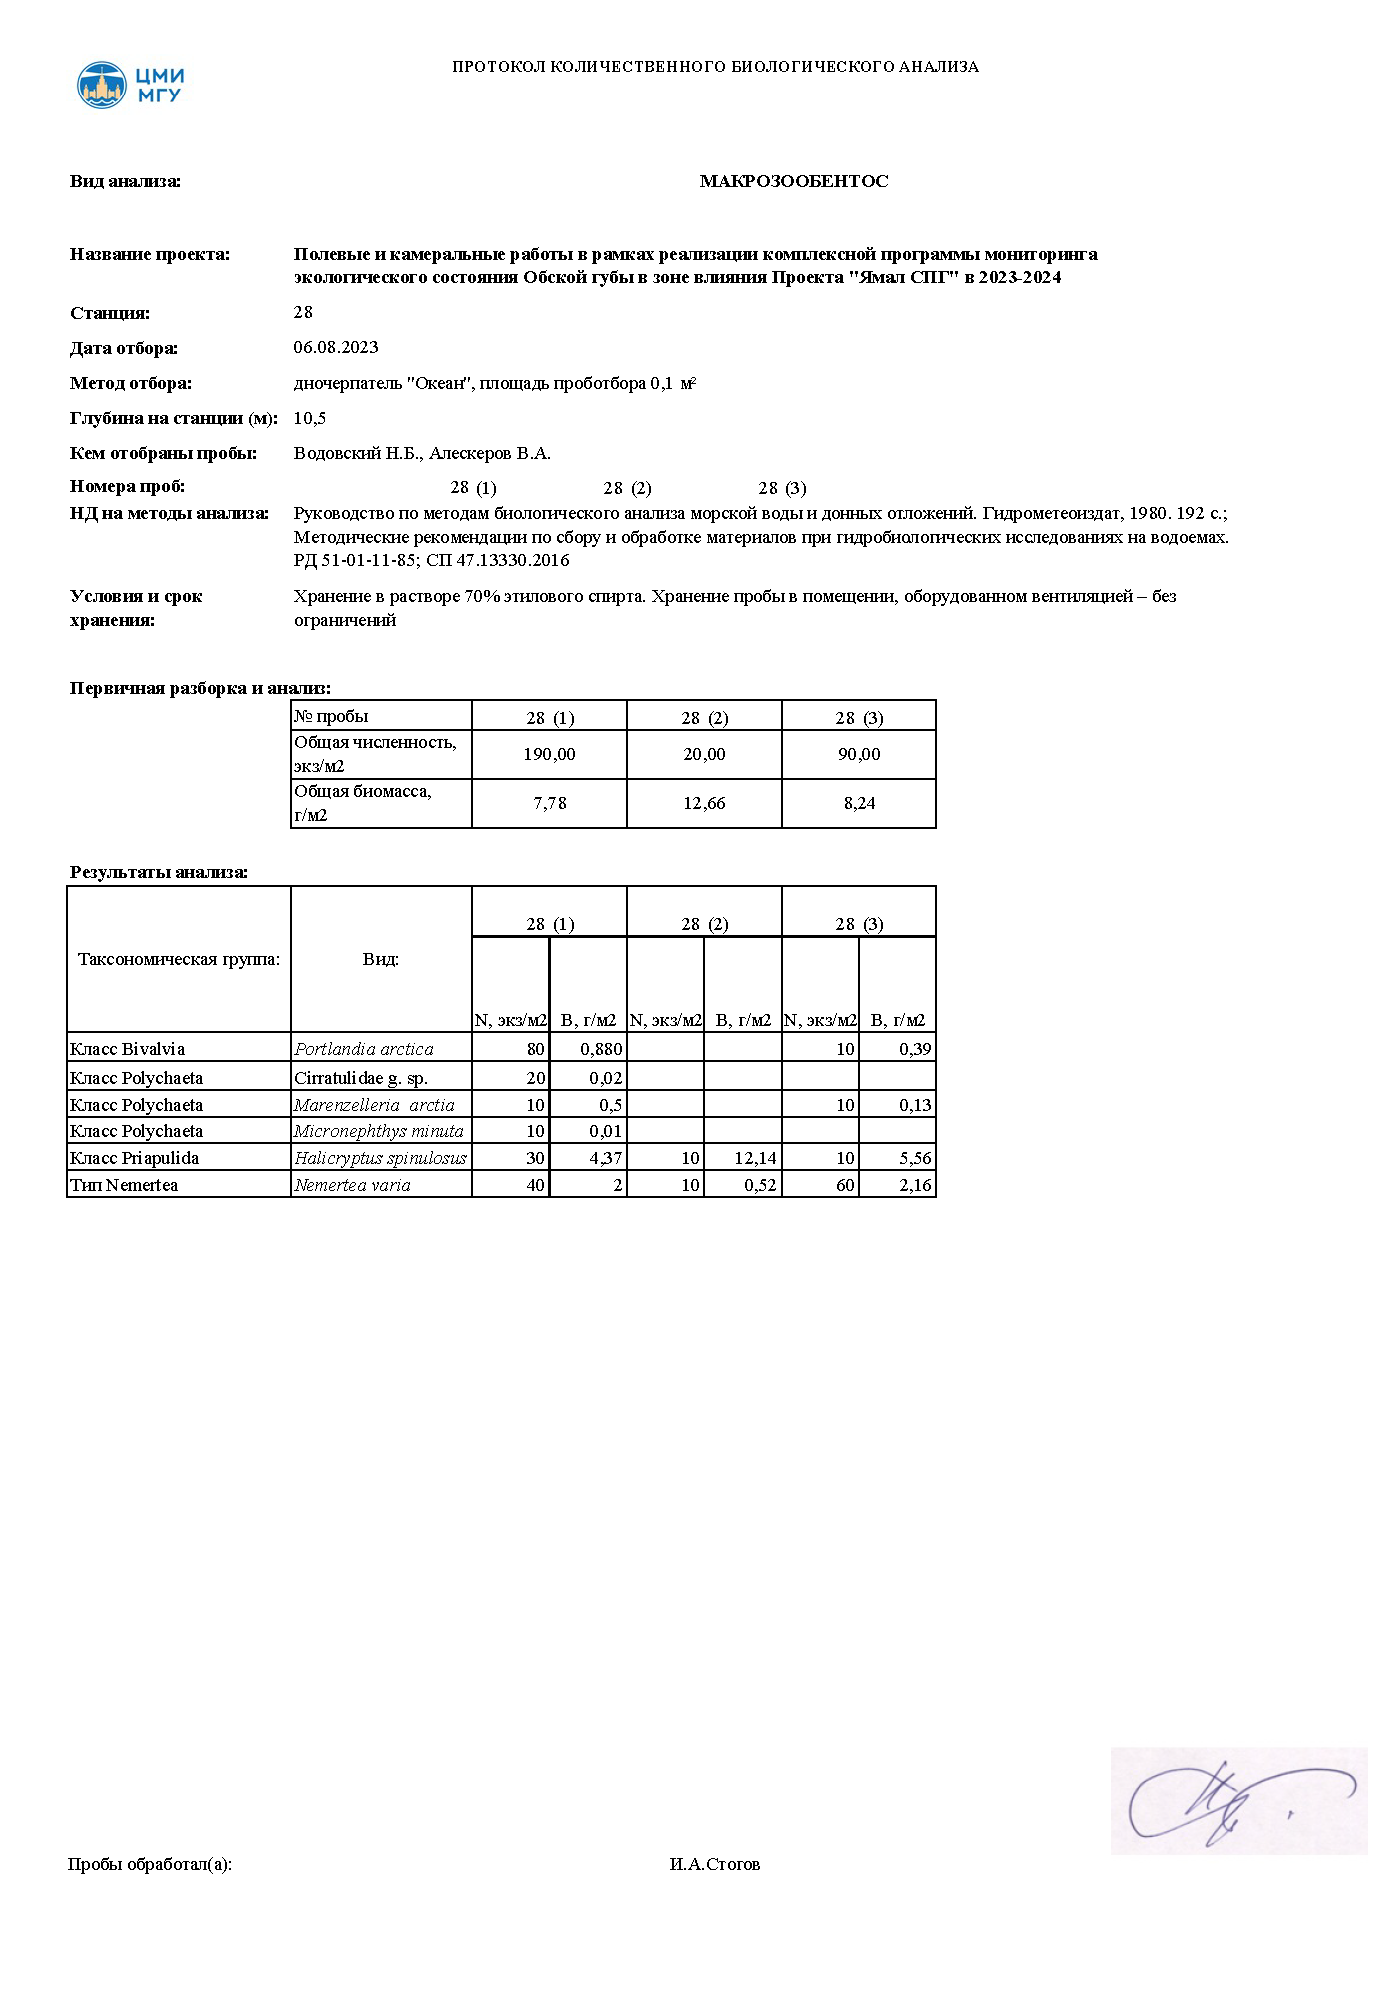 ЦМИ
МГУ
ПРОТОКОЛ КОЛИЧЕСТВЕННОГО БИОЛОГИЧЕСКОГО АНАЛИЗА
Вид анализа: МАКРОЗООБЕНТОС
Название проекта: Полевые и камеральные работы в рамках реализации комплексной программы мониторинга
экологического состояния Обской губы в зоне влияния Проекта "Ямал СПГ" в 2023-2024
Станция: 28
Дата отбора: 06.08.2023
Метод отбора: дночерпатель "Океан", площадь проботбора 0,1 м²
Глубина на станции (м): 10,5
Кем отобраны пробы: Водовский Н.Б., Алескеров В.А.
Номера проб: 28 (1) 28 (2) 28 (3)
НД на методы анализа: Руководство по методам биологического анализа морской воды и донных отложений. Гидрометеоиздат, 1980. 192 с.;
Методические рекомендации по сбору и обработке материалов при гидробиологических исследованиях на водоемах.
РД 51-01-11-85; СП 47.13330.2016
Условия и срок Хранение в растворе 70% этилового спирта. Хранение пробы в помещении, оборудованном вентиляцией – без
хранения: ограничений
Первичная разборка и анализ:
№ пробы 28 (1) 28 (2) 28 (3)
Общая численность,
экз/м2 190,00 20,00 90,00
Общая биомасса,
г/м2 7,78 12,66 8,24
Результаты анализа:
28 (1) 28 (2) 28 (3)
Таксономическая группа: Вид:
N, экз/м2 B, г/м2 N, экз/м2 B, г/м2 N, экз/м2 B, г/м2
Класс Bivalvia Portlandia arctica 80 0,880 10 0,39
Класс Polychaeta Cirratulidae g. sp. 20 0,02
Класс Polychaeta Marenzelleria arctia 10 0,5 10 0,13
Класс Polychaeta Micronephthys minuta 10 0,01
Класс Priapulida Halicryptus spinulosus 30 4,37 10 12,14 10 5,56
Тип Nemertea Nemertea varia 40 2 10 0,52 60 2,16
Пробы обработал(а): И.А.Стогов